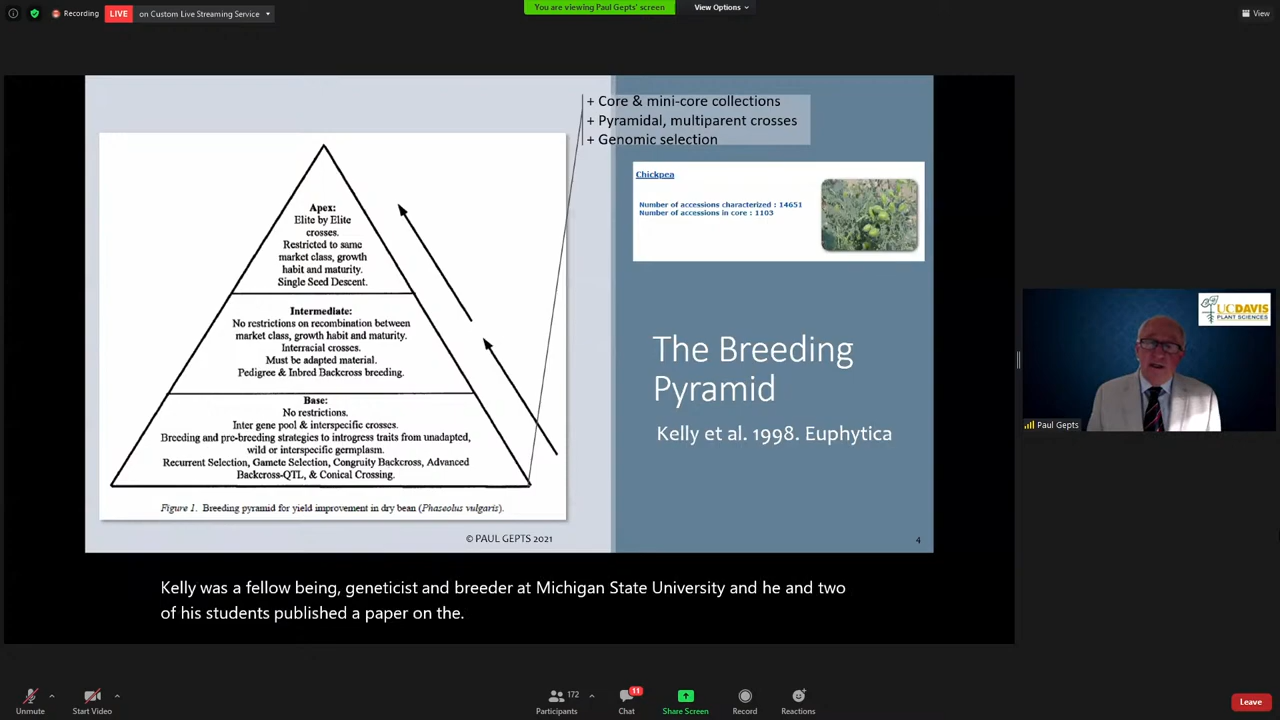 Recording
LIVE
on Custom Live Streaming Service
You are viewing Paul Gepts' screen
View Options
View
+ Core & mini-core collections
+ Pyramidal, multiparent crosses
+ Genomic selection
Chickpea
Number of accessions characterized : 14651
Number of accessions in core : 1103
Apex:
Elite by Elite
crosses.
Restricted to same
market class, growth
habit and maturity.
Single Seed Descent.
Intermediate:
No restrictions on recombination between
market class, growth habit and maturity.
Interracial crosses.
Must be adapted material.
Pedigree & Inbred Backcross breeding.
Base:
No restrictions.
Inter gene pool & interspecific crosses.
Breeding and pre-breeding strategies to introgress traits from unadapted,
wild or interspecific germplasm.
Recurrent Selection, Gamete Selection, Congruity Backcross, Advanced
Backcross-QTL, & Conical Crossing.
Figure 1. Breeding pyramid for yield improvement in dry bean (Phaseolus vulgaris).
The Breeding
Pyramid
Kelly et al. 1998. Euphytica
© PAUL GEPTS 2021
4
UCDAVIS
PLANT SCIENCES
Paul Gepts
Kelly was a fellow being, geneticist and breeder at Michigan State University and he and two
of his students published a paper on the.
Unmute
Start Video
172
Participants
11
Chat
Share Screen
Record
Reactions
Leave